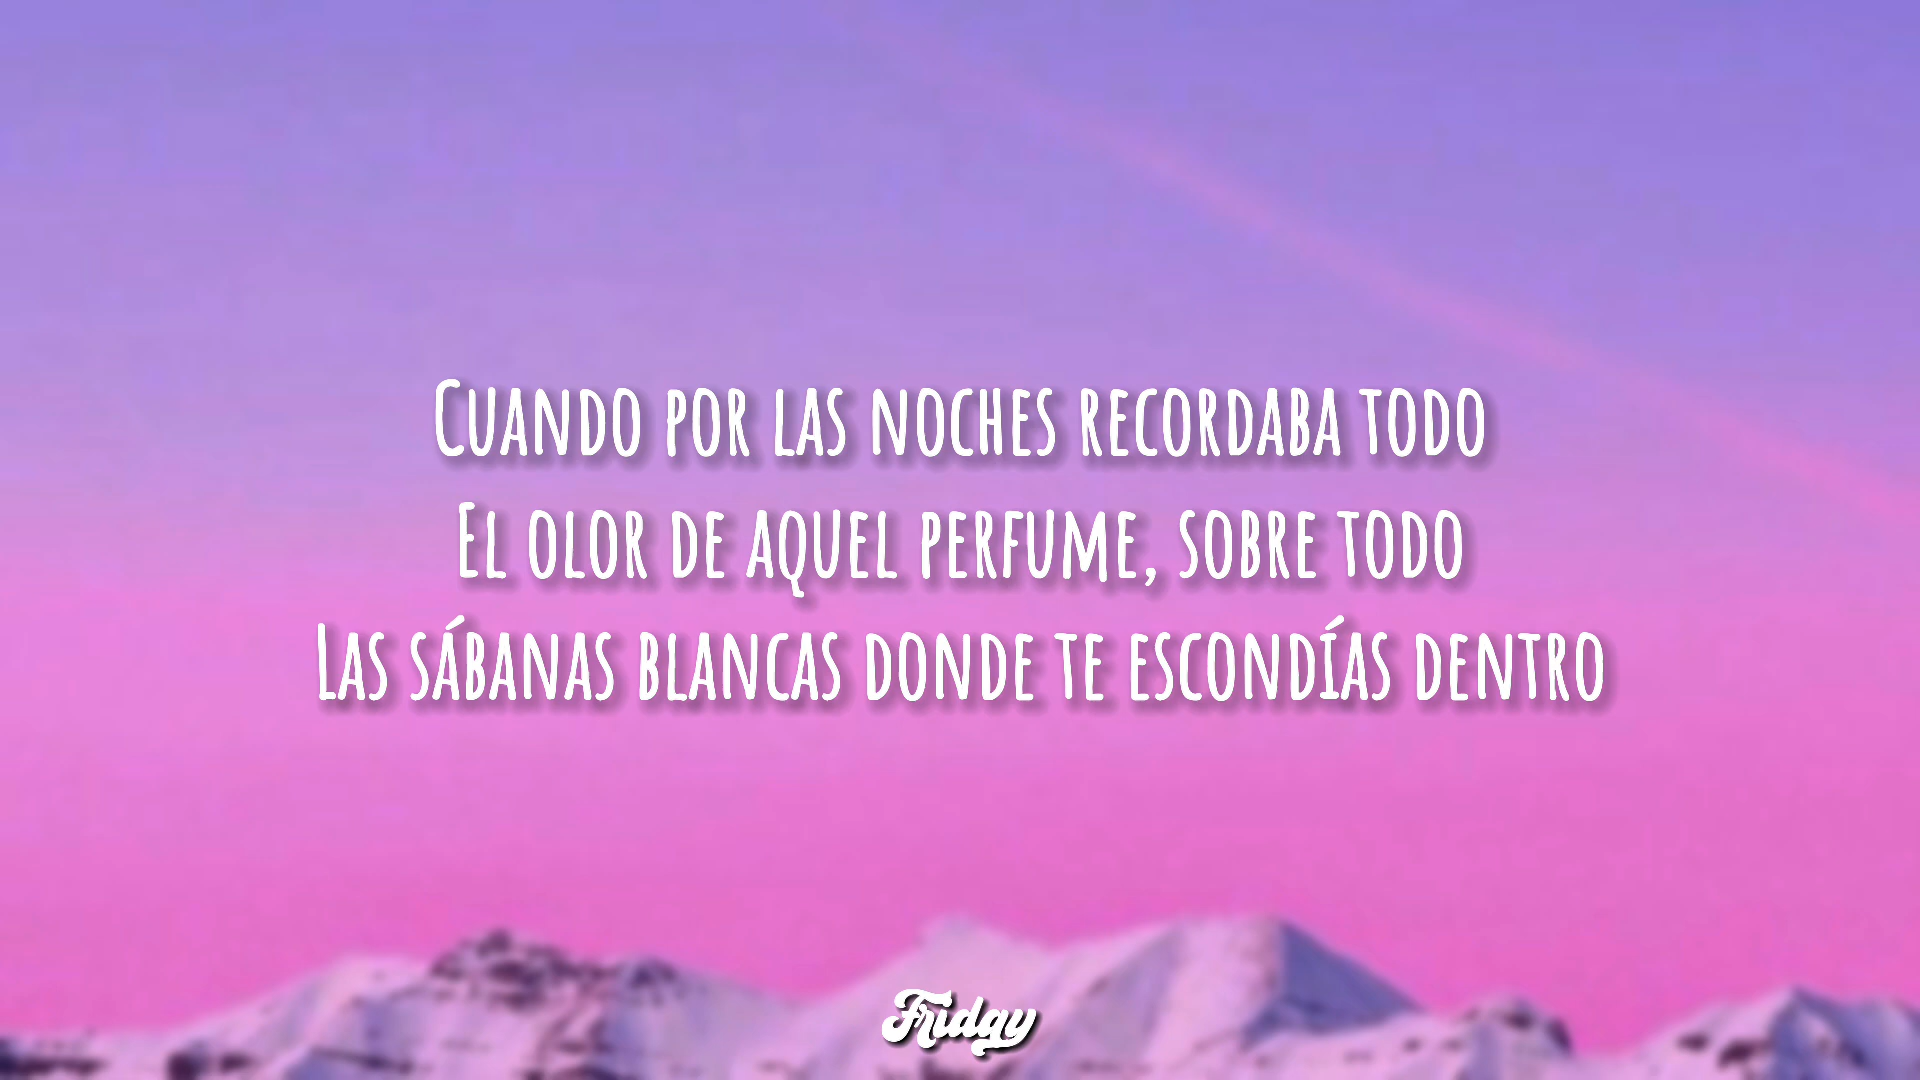 Cuando por las noches recordaba todo
El olor de aquel perfume, sobre todo
Las sábanas blancas donde te escondías dentro
Friday